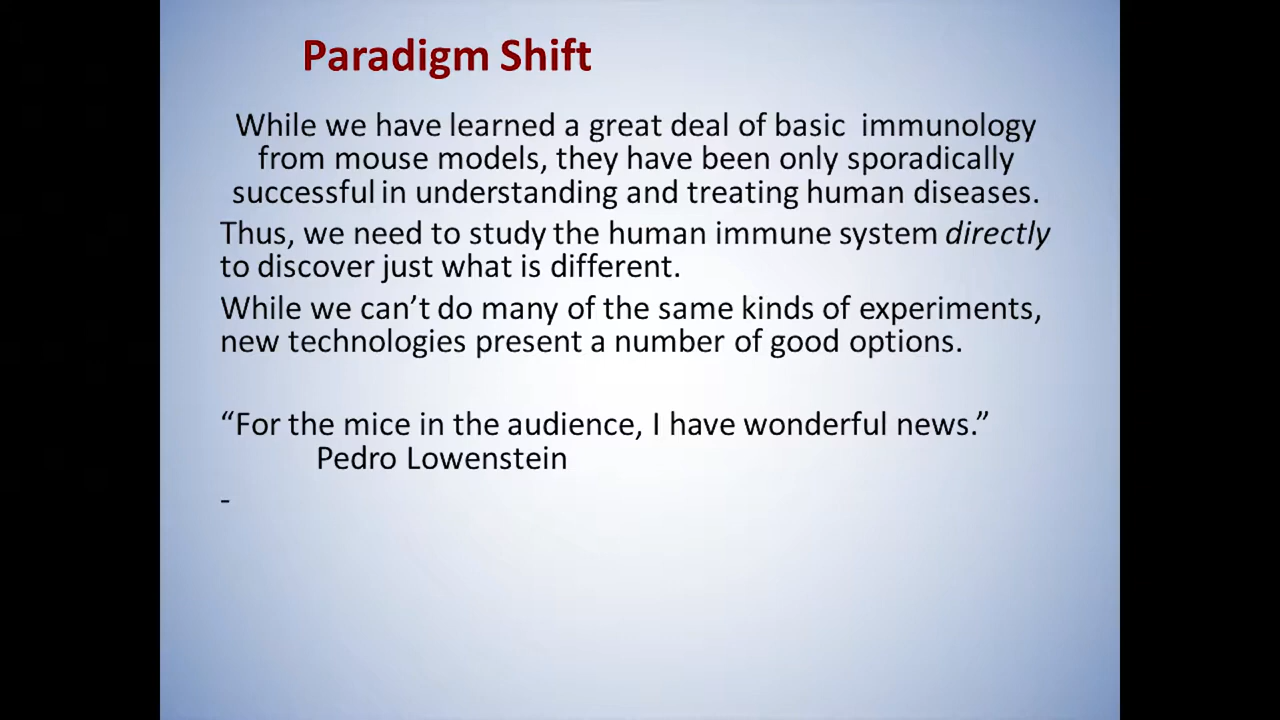 Paradigm Shift
While we have learned a great deal of basic  immunology
from mouse models, they have been only sporadically
successful in understanding and treating human diseases.
Thus, we need to study the human immune system directly
to discover just what is different.
While we can’t do many of the same kinds of experiments,
new technologies present a number of good options.
“For the mice in the audience, I have wonderful news.”
Pedro Lowenstein
-